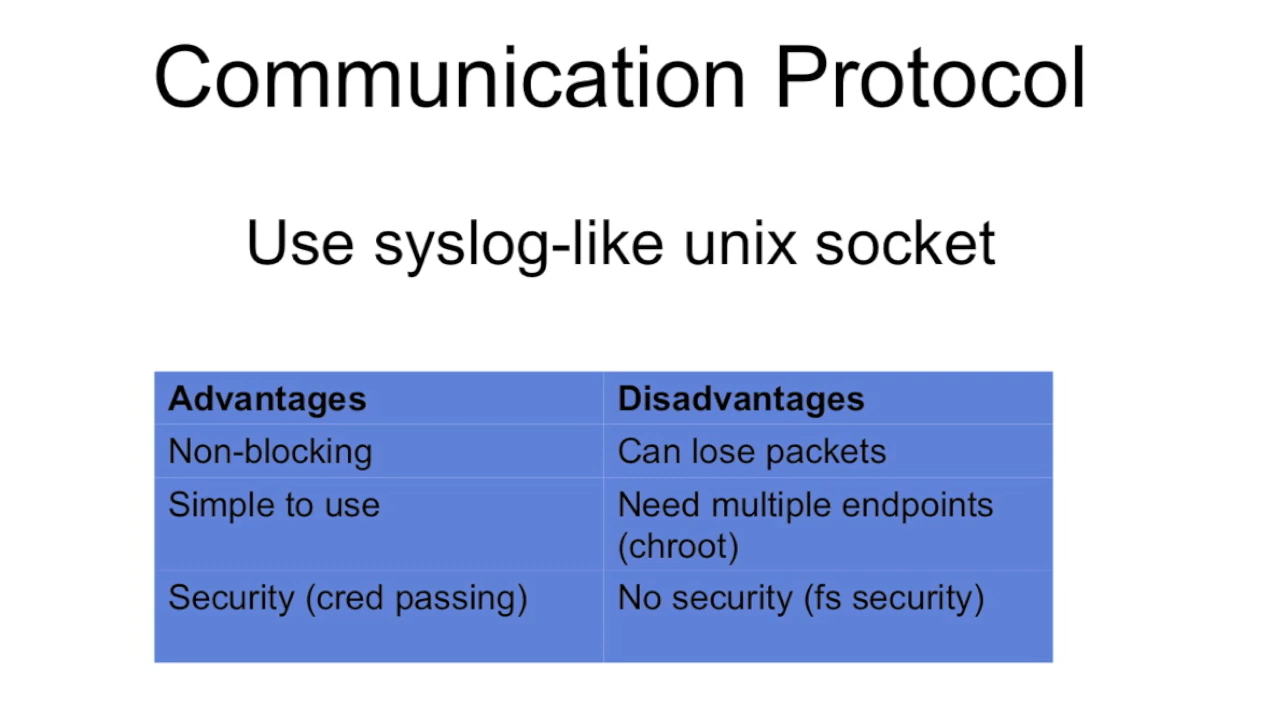 Communication Protocol
Use syslog-like unix socket
Advantages
Disadvantages
Non-blocking
Can lose packets
Simple to use
Need multiple endpoints
(chroot)
Security (cred passing)
No security (fs security)